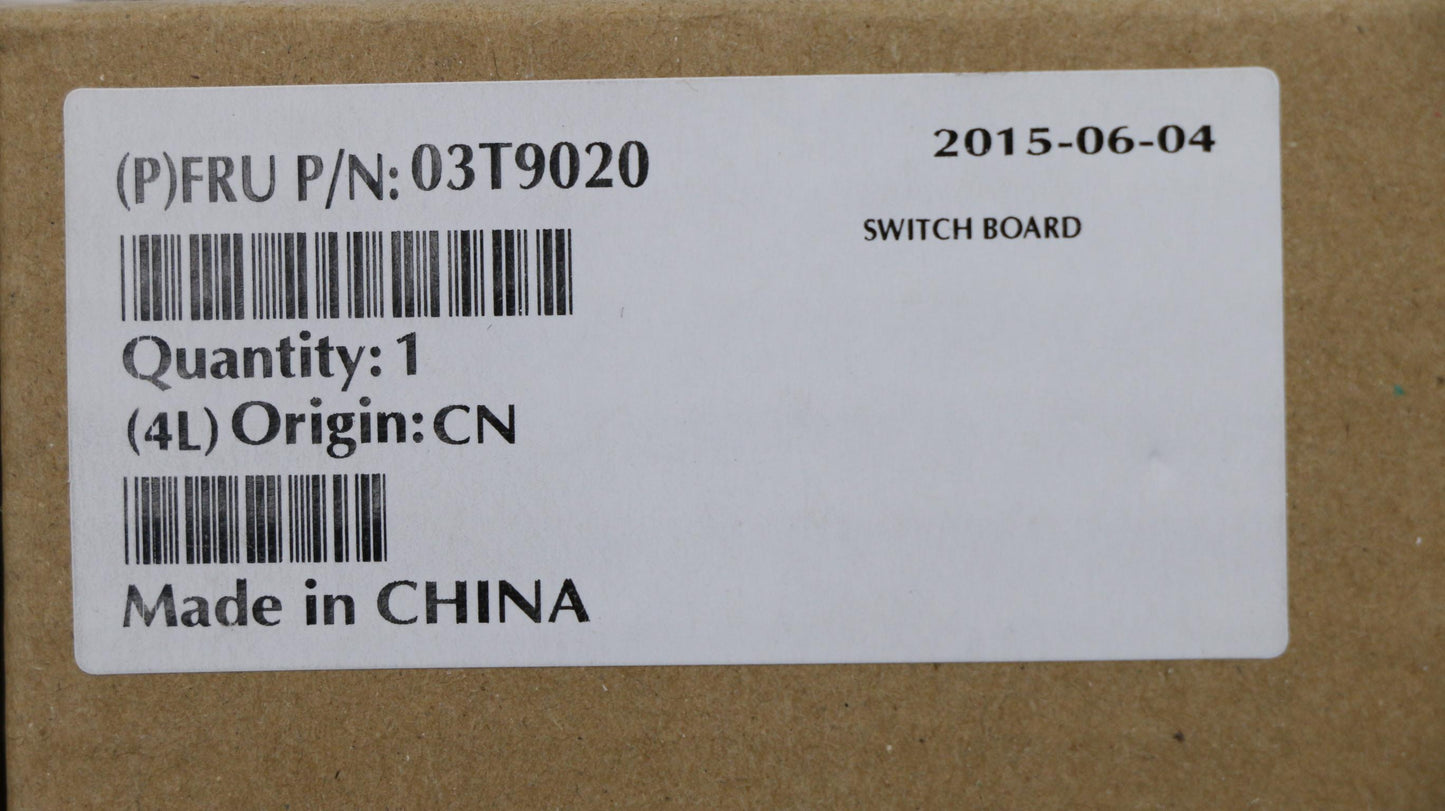 (P)FRU P/N: 03T9020
2015-06-04
SWITCH BOARD
Quantity: 1
(4L) Origin: CN
Made in CHINA